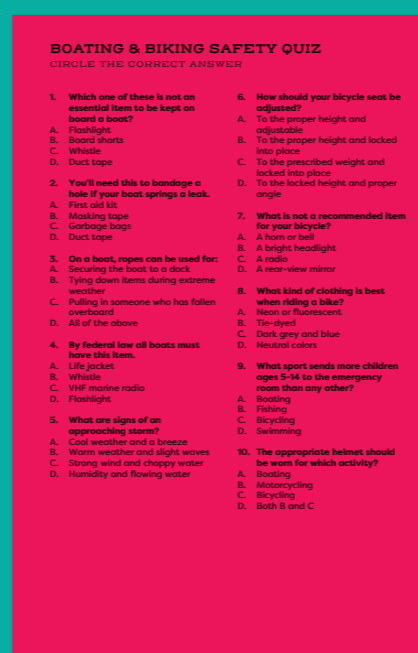 BOATING & BIKING SAFETY QUIZ
CIRCLE THE CORRECT ANSWER
1. Which one of these is not an
essential item to be kept on
board a boat?
A. Flashlight
B. Board shorts
C. Whistle
D. Duct tape
2. You'll need this to bandage a
hole if your boat springs a leak.
A. First aid kit
B. Masking tape
C. Garbage bags
D. Duct tape
3. On a boat, ropes can be used for:
A. Securing the boat to a dock
B. Tying down items during extreme
weather
C. Pulling in someone who has fallen
overboard
D. All of the above
4. By federal law all boats must
have this item.
A. Life jacket
B. Whistle
C. VHF marine radio
D. Flashlight
5. What are signs of an
approaching storm?
A. Cool weather and a breeze
B. Warm weather and slight waves
C. Strong wind and choppy water
D. Humidity and flowing water
6. How should your bicycle seat be
adjusted?
A. To the proper height and
adjustable
B. To the proper height and locked
into place
C. To the prescribed weight and
locked into place
D. To the locked height and proper
angle
7. What is not a recommended item
for your bicycle?
A. A horn or bell
B. A bright headlight
C. A radio
D. A rear-view mirror
8. What kind of clothing is best
when riding a bike?
A. Neon or fluorescent
B. Tie-dyed
C. Dark grey and blue
D. Neutral colors
9. What sport sends more children
ages 5-14 to the emergency
room than any other?
A. Boating
B. Fishing
C. Bicycling
D. Swimming
10. The appropriate helmet should
be worn for which activity?
A. Boating
B. Motorcycling
C. Bicycling
D. Both B and C